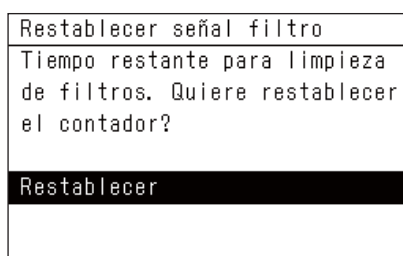 Restablecer señal filtro
Tiempo restante para limpieza
de filtros. Quiere restablecer
el contador?
Restablecer